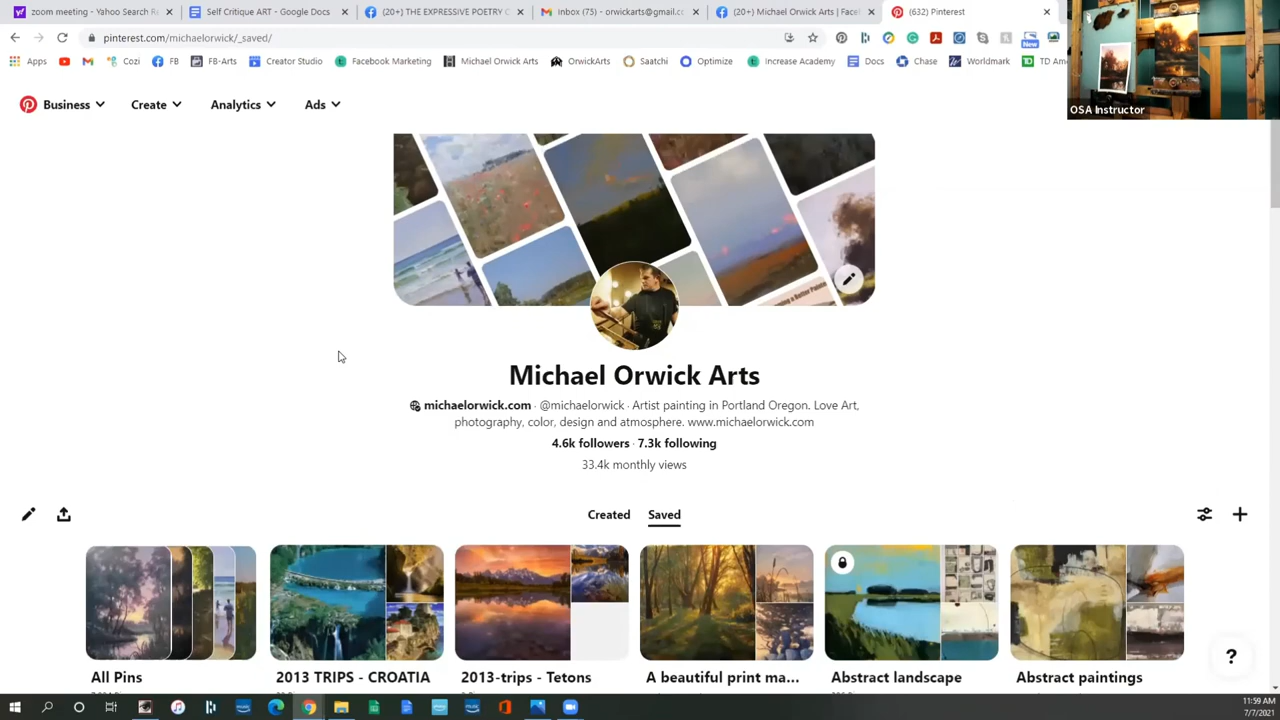 zoom meeting - Yahoo Search R
Self Critique ART - Google Docs
(20+) THE EXPRESSIVE POETRY C
Inbox (75) - orwickarts@gmail.c
(20+) Michael Orwick Arts | Fac
(632) Pinterest
pinterest.com/michaelorwick/_saved/
New
Apps
Cozi
FB
FB-Arts
Creator Studio
Facebook Marketing
Michael Orwick Arts
OrwickArts
Saatchi
Optimize
Increase Academy
Docs
Chase
Worldmark
TD Am
OSA Instructor
Business
Create
Analytics
Ads
Michael Orwick Arts
michaelorwick.com · @michaelorwick · Artist painting in Portland Oregon. Love Art,
photography, color, design and atmosphere. www.michaelorwick.com
4.6k followers · 7.3k following
33.4k monthly views
Created
Saved
All Pins
2013 TRIPS - CROATIA
2013-trips - Tetons
A beautiful print ma...
Abstract landscape
Abstract paintings
?
11:59 AM
7/7/2021